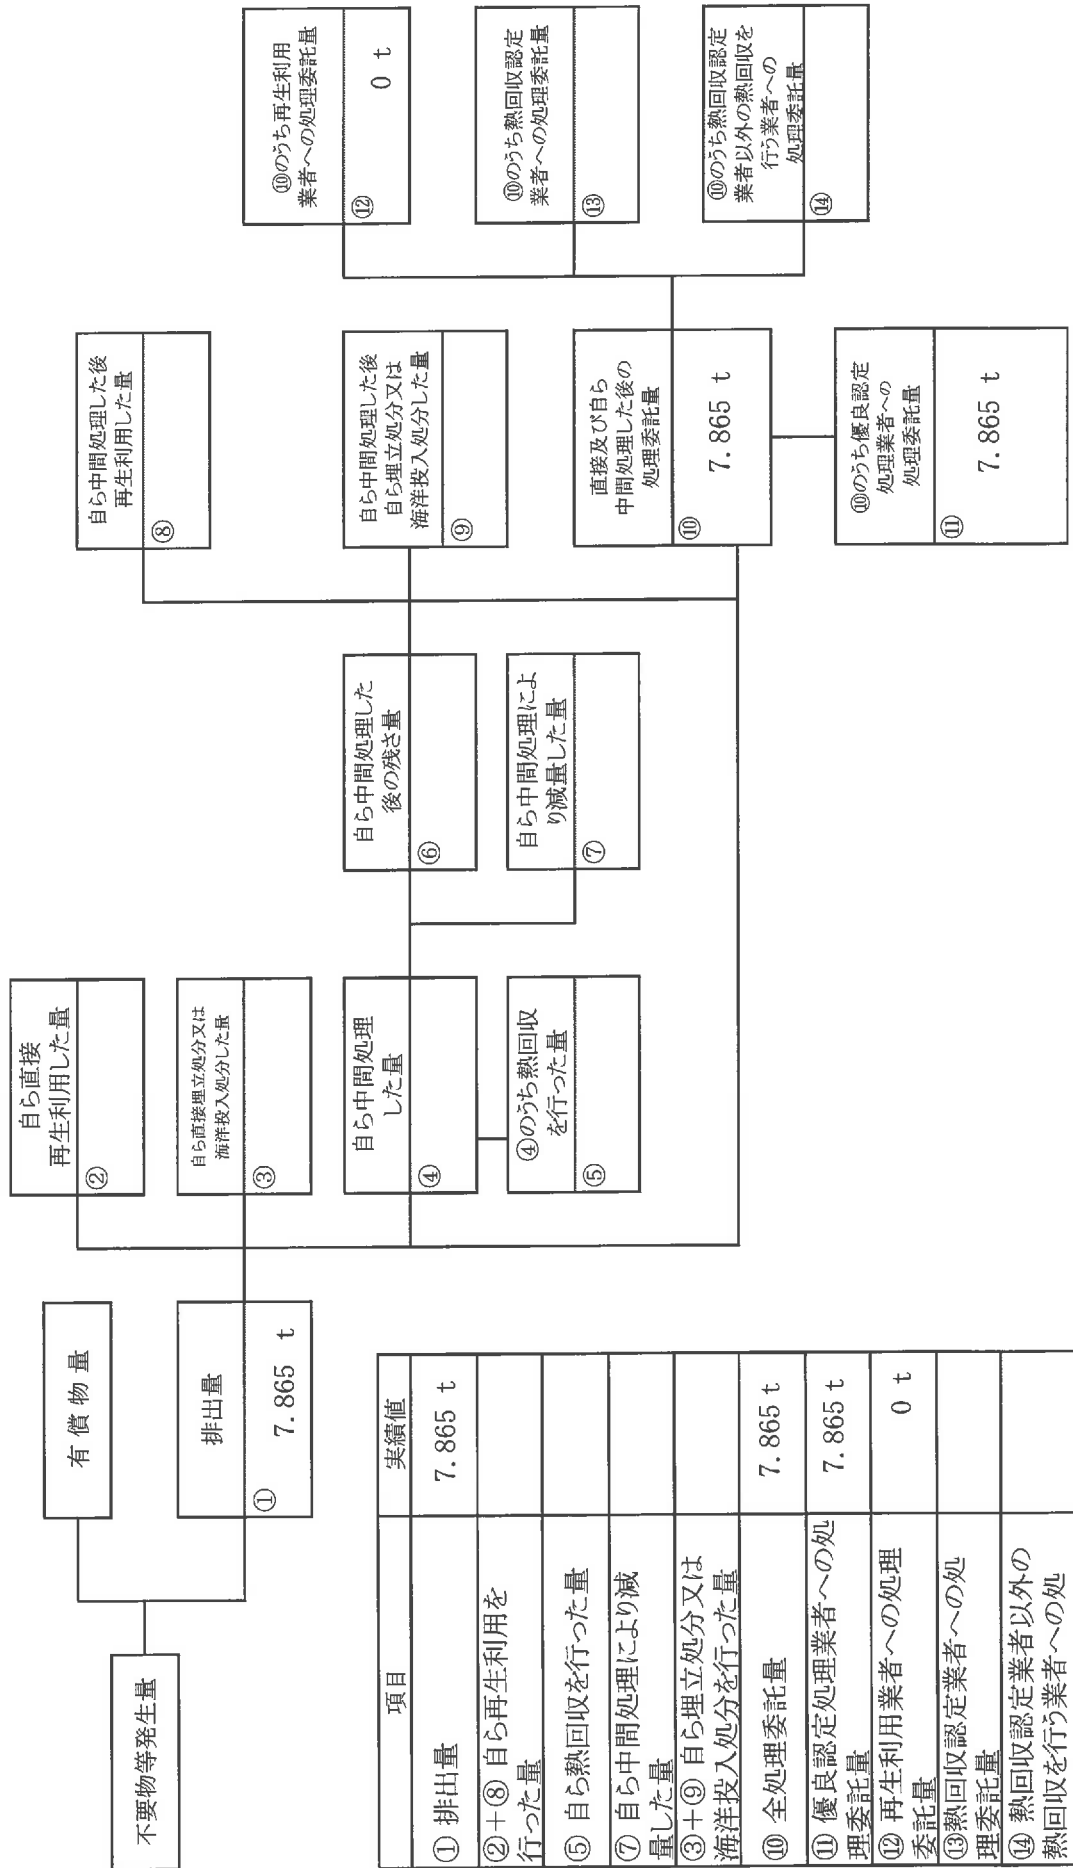 不要物等発生量
有償物量
排出量
①
7.865 t
自ら直接
再生利用した量
②
自ら直接埋立処分又は
海洋投入処分した量
③
自ら中間処理
した量
④
④のうち熱回収
を行った量
⑤
自ら中間処理した
後の残さ量
⑥
自ら中間処理によ
り減量した量
⑦
自ら中間処理した後
再生利用した量
⑧
自ら中間処理した後
自ら埋立処分又は
海洋投入処分した量
⑨
直接及び自ら
中間処理した後の
処理委託量
⑩
7.865 t
⑩のうち優良認定
処理業者への
処理委託量
⑪
7.865 t
⑩のうち再生利用
業者への処理委託量
⑫
0 t
⑩のうち熱回収認定
業者への処理委託量
⑬
⑩のうち熱回収認定
業者以外の熱回収を
行う業者への
処理委託量
⑭
項目 実績値
① 排出量 7.865 t
②+⑧ 自ら再生利用を
行った量
⑤ 自ら熱回収を行った量
⑦ 自ら中間処理により減
量した量
③+⑨ 自ら埋立処分又は
海洋投入処分を行った量
⑩ 全処理委託量 7.865 t
⑪ 優良認定処理業者への処
理委託量 7.865 t
⑫ 再生利用業者への処理
委託量 0 t
⑬熱回収認定業者への処
理委託量
⑭ 熱回収認定業者以外の
熱回収を行う業者への処